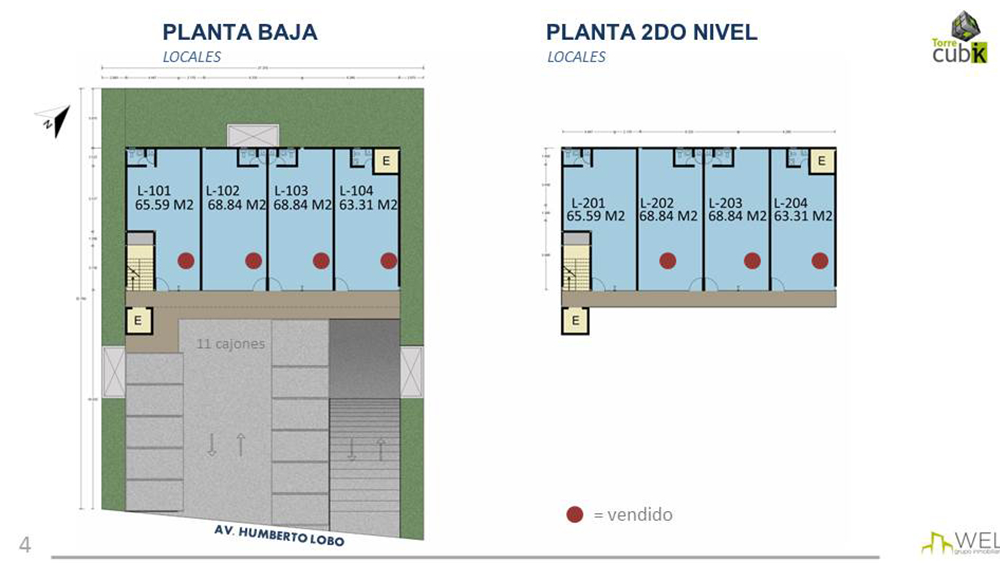 PLANTA BAJA
LOCALES
PLANTA 2DO NIVEL
LOCALES
Torre
cubik
N
L-101
65.59 M2
L-102
68.84 M2
L-103
68.84 M2
L-104
63.31 M2
E
E
11 cajones
AV. HUMBERTO LOBO
L-201
65.59 M2
L-202
68.84 M2
L-203
68.84 M2
L-204
63.31 M2
E
E
= vendido
4
WEL
grupo inmobiliar